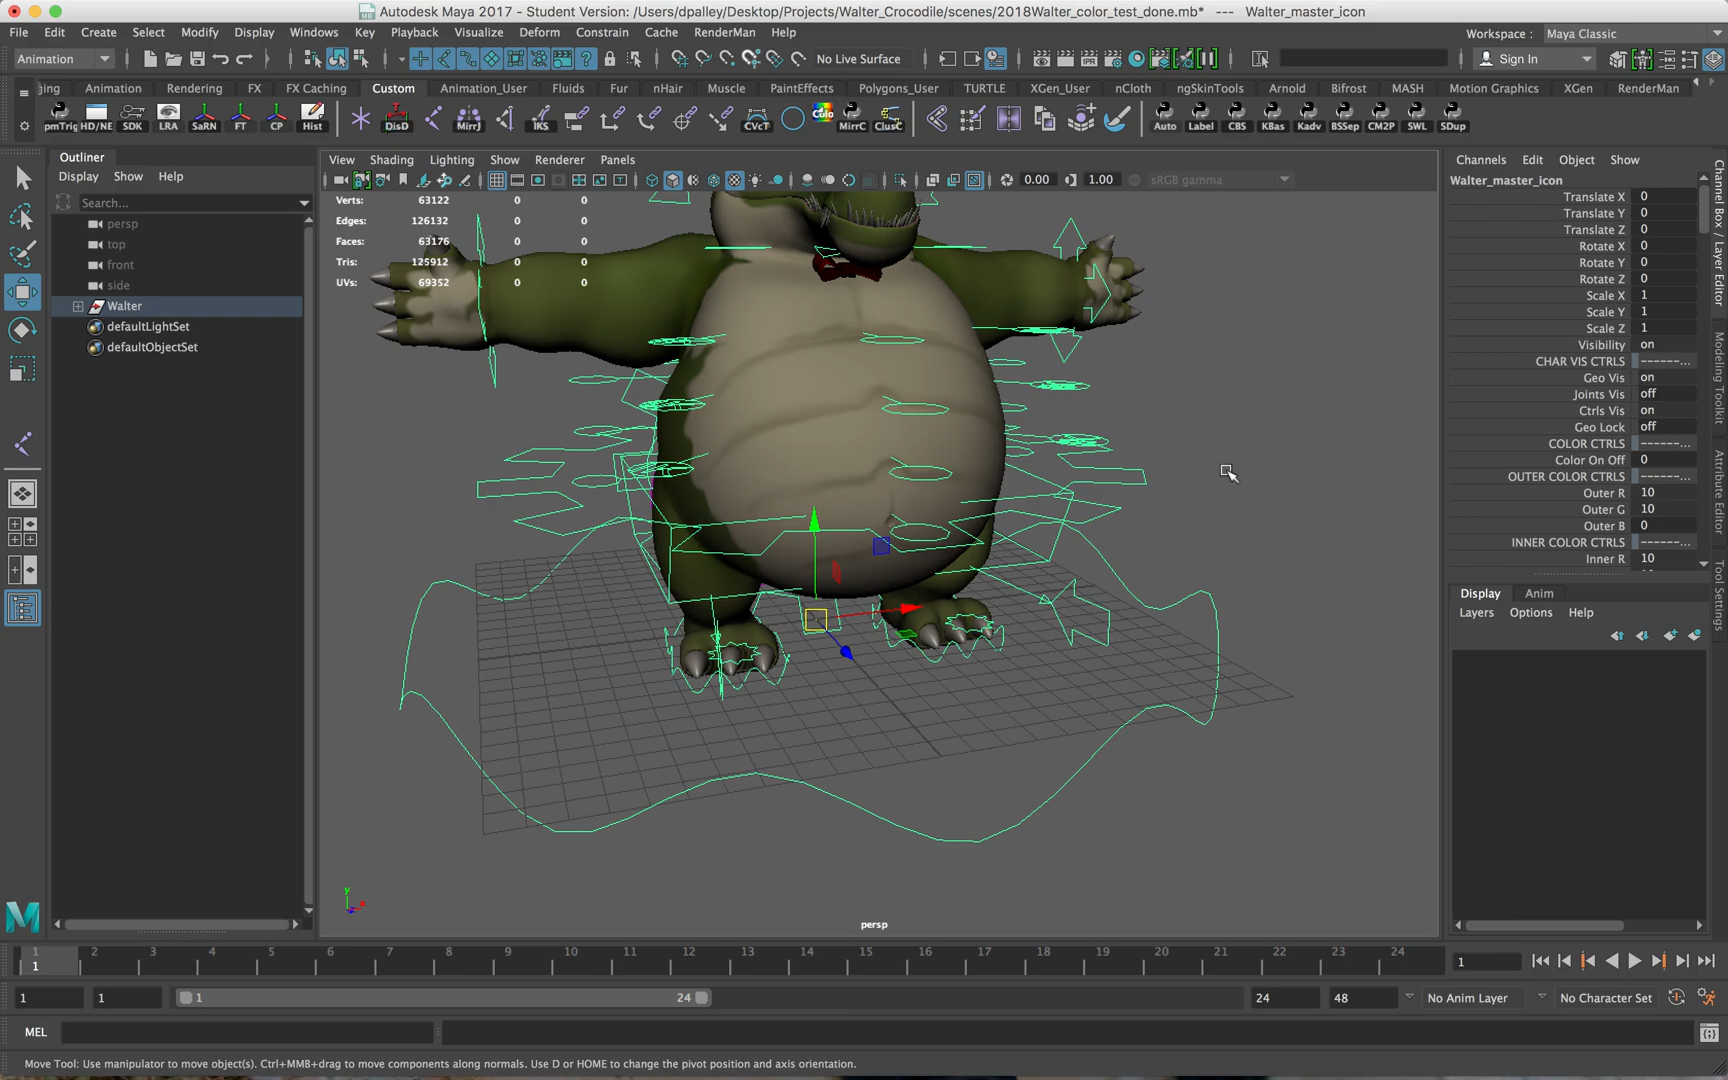 Autodesk Maya 2017 - Student Version: /Users/dpalley/Desktop/Projects/Walter_Crocodile/scenes/2018Walter_color_test_done.mb* --- Walter_master_icon
File Edit Create Select Modify Display Windows Key Playback Visualize Deform Constrain Cache RenderMan Help
Workspace : Maya Classic
Animation No Live Surface Sign In
ging Animation Rendering FX FX Caching Custom Animation_User Fluids Fur nHair Muscle PaintEffects Polygons_User TURTLE XGen_User nCloth ngSkinTools Arnold Bifrost MASH Motion Graphics XGen RenderMan
pmTrig HD/NE SDK LRA SaRN FT CP Hist DisD MirrJ IKS CVcT Colo MirrC ClusC Auto Label CBS KBas Kadv BSSep CM2P SWL SDup
Outliner
Display Show Help
Search...
persp
top
front
side
Walter
defaultLightSet
defaultObjectSet
View Shading Lighting Show Renderer Panels
0.00 1.00 sRGB gamma
Verts: 63122 0 0
Edges: 126132 0 0
Faces: 63176 0 0
Tris: 125912 0 0
UVs: 69352 0 0
y
x
persp
Channels Edit Object Show
Walter_master_icon
Translate X 0
Translate Y 0
Translate Z 0
Rotate X 0
Rotate Y 0
Rotate Z 0
Scale X 1
Scale Y 1
Scale Z 1
Visibility on
CHAR VIS CTRLS ------...
Geo Vis on
Joints Vis off
Ctrls Vis on
Geo Lock off
COLOR CTRLS ------...
Color On Off 0
OUTER COLOR CTRLS ------...
Outer R 10
Outer G 10
Outer B 0
INNER COLOR CTRLS ------...
Inner R 10
Display Anim
Layers Options Help
Channel Box / Layer Editor
Modeling Toolkit
Attribute Editor
Tool Settings
1 2 3 4 5 6 7 8 9 10 11 12 13 14 15 16 17 18 19 20 21 22 23 24
1
1
1 1 1 24 24 48 No Anim Layer No Character Set
MEL
Move Tool: Use manipulator to move object(s). Ctrl+MMB+drag to move components along normals. Use D or HOME to change the pivot position and axis orientation.